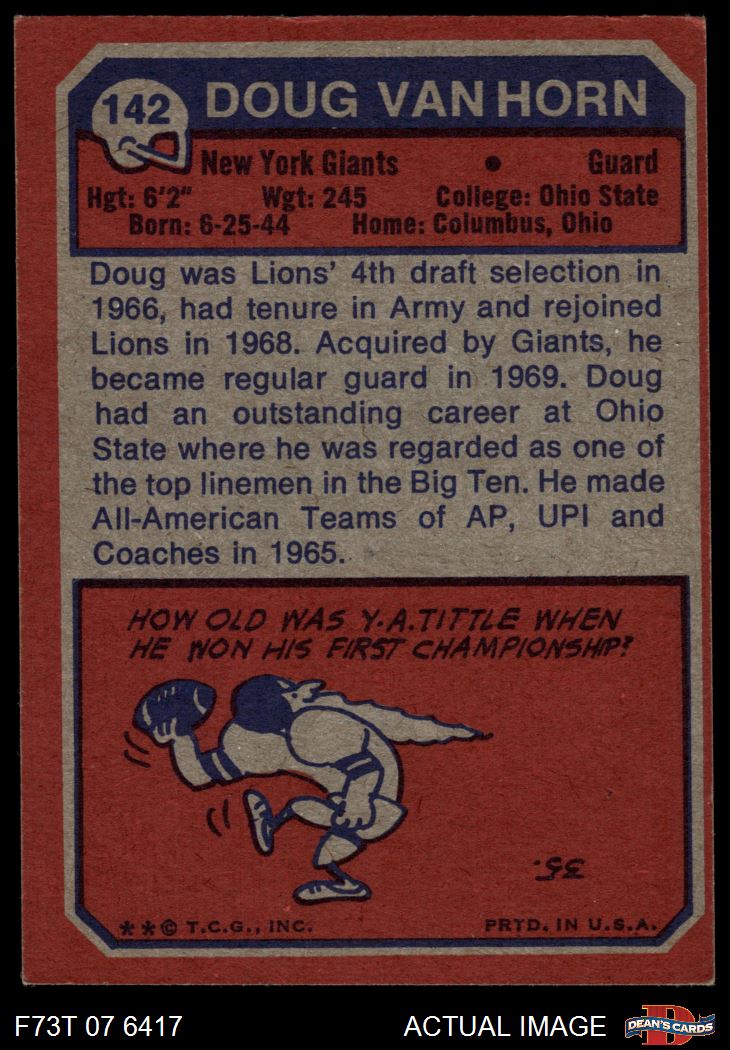 142 DOUG VAN HORN
New York Giants • Guard
Hgt: 6'2" Wgt: 245 College: Ohio State
Born: 6-25-44 Home: Columbus, Ohio
Doug was Lions' 4th draft selection in
1966, had tenure in Army and rejoined
Lions in 1968. Acquired by Giants, he
became regular guard in 1969. Doug
had an outstanding career at Ohio
State where he was regarded as one of
the top linemen in the Big Ten. He made
All-American Teams of AP, UPI and
Coaches in 1965.
HOW OLD WAS Y.A. TITTLE WHEN
HE WON HIS FIRST CHAMPIONSHIP?
35.
**© T.C.G., INC. PRTD. IN U.S.A.
F73T 07 6417 ACTUAL IMAGE D DEAN'S CARDS